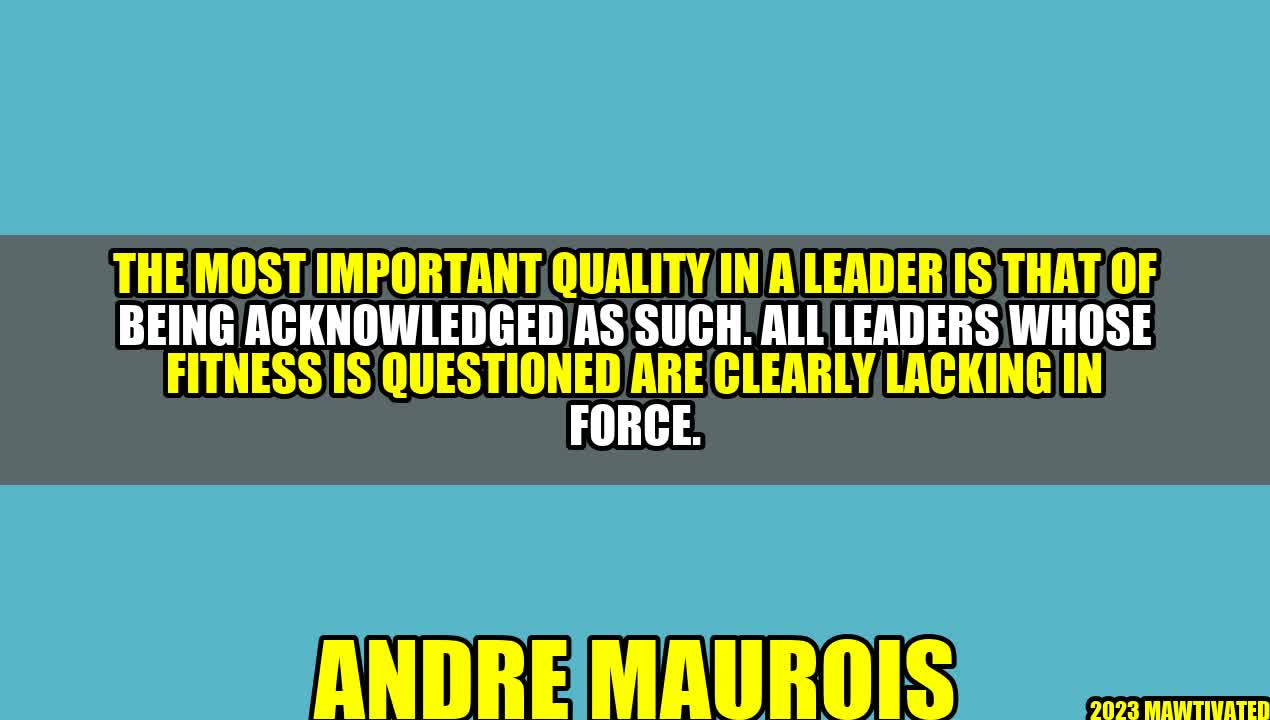 THE MOST IMPORTANT QUALITY IN A LEADER IS THAT OF
BEING ACKNOWLEDGED AS SUCH. ALL LEADERS WHOSE
FITNESS IS QUESTIONED ARE CLEARLY LACKING IN
FORCE.
ANDRE MAUROIS
2023 MAWTIVATED